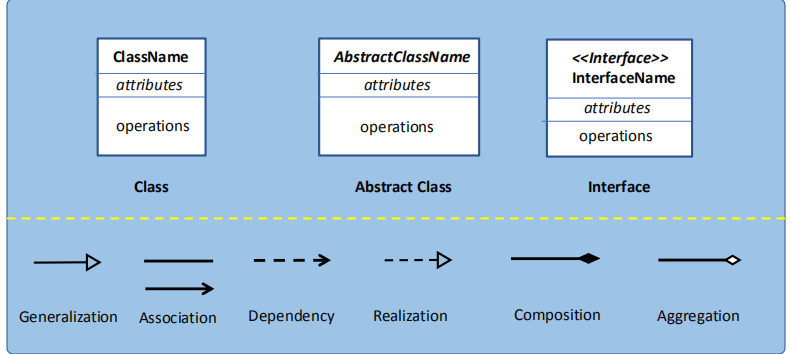 ClassName
attributes
operations
AbstractClassName
attributes
operations
<<Interface>>
InterfaceName
attributes
operations
Class
Abstract Class
Interface
Generalization
Association
Dependency
Realization
Composition
Aggregation